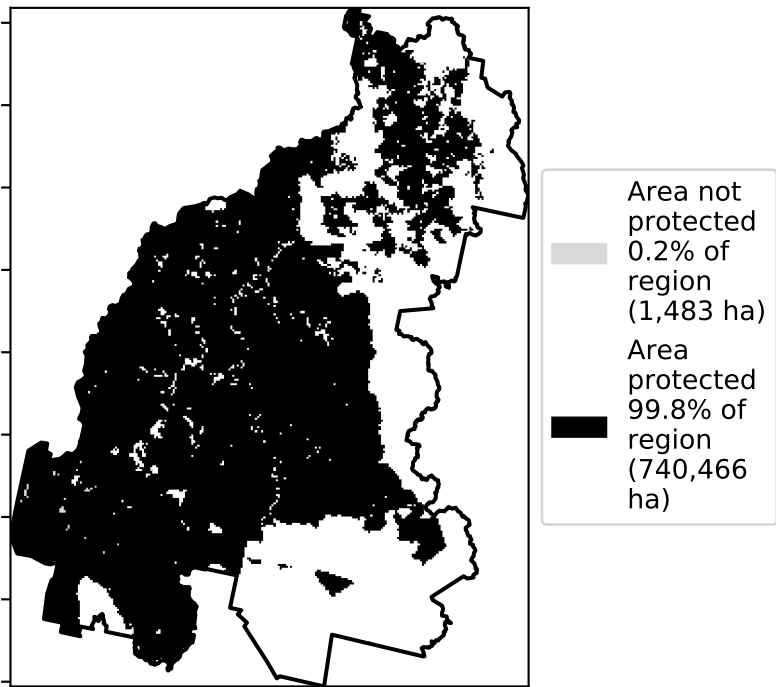 Area not
protected
0.2% of
region
(1,483 ha)
Area
protected
99.8% of
region
(740,466
ha)